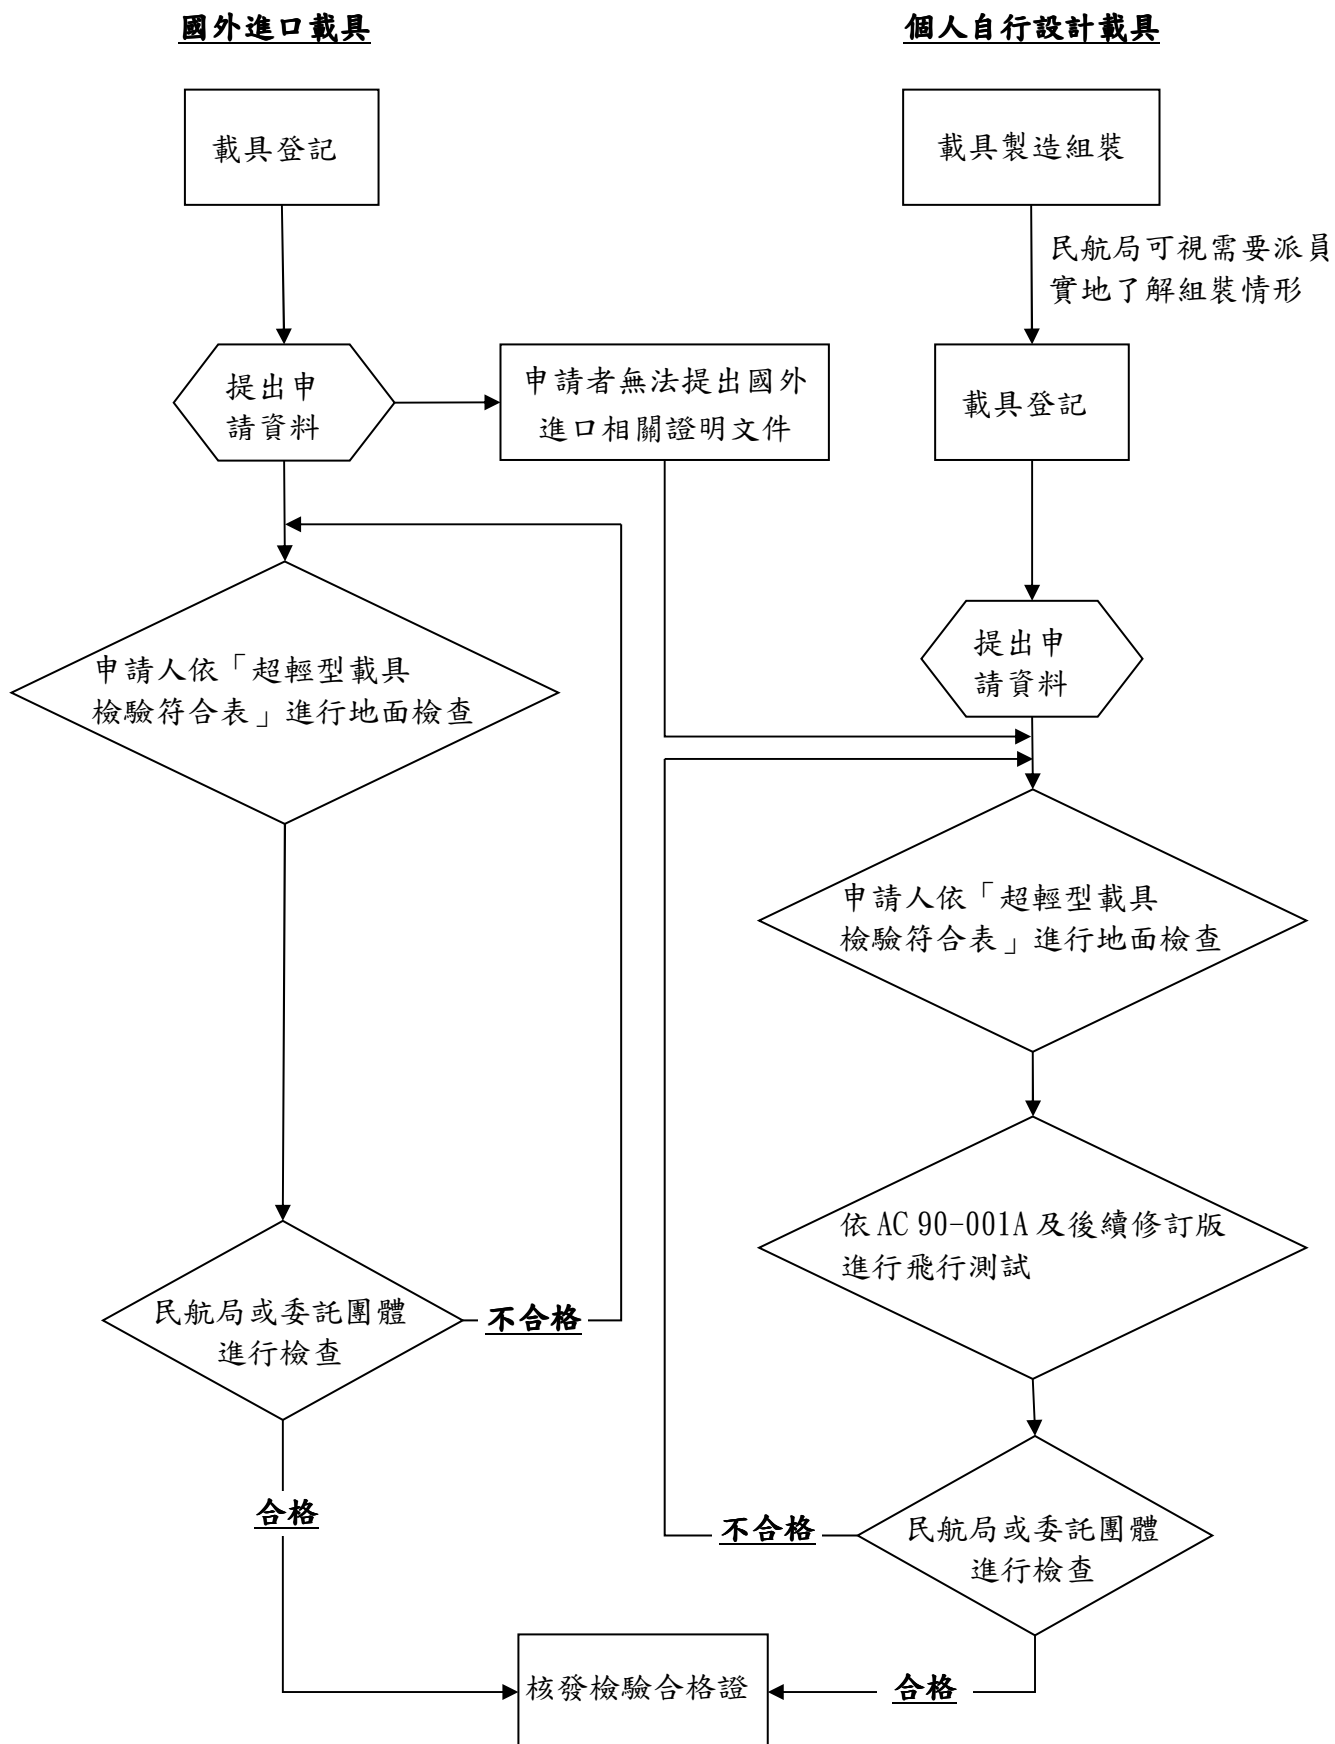 國外進口載具
個人自行設計載具
載具登記
載具製造組裝
民航局可視需要派員
實地了解組裝情形
提出申
請資料
申請者無法提出國外
進口相關證明文件
載具登記
提出申
請資料
申請人依「超輕型載具
檢驗符合表」進行地面檢查
申請人依「超輕型載具
檢驗符合表」進行地面檢查
依 AC 90-001A 及後續修訂版
進行飛行測試
民航局或委託團體
進行檢查
不合格
合格
不合格
民航局或委託團體
進行檢查
核發檢驗合格證
合格